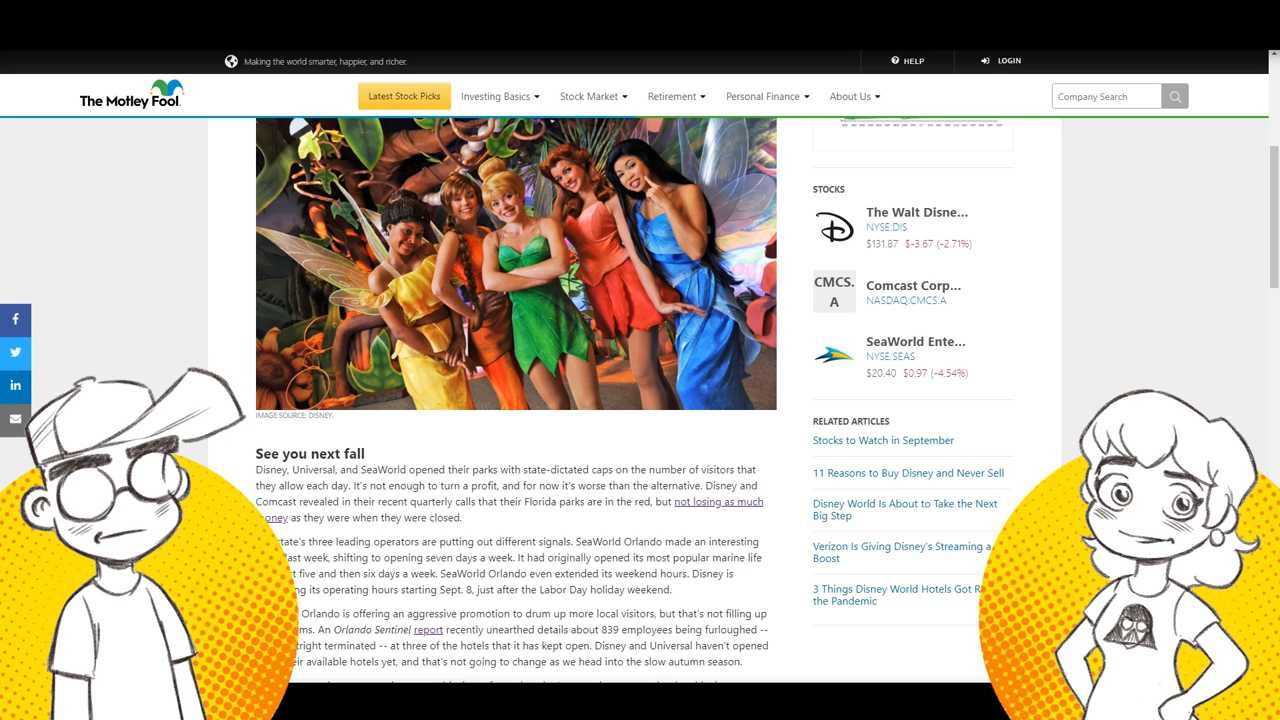 Making the world smarter, happier, and richer.
HELP
LOGIN
The Motley Fool.
Latest Stock Picks
Investing Basics
Stock Market
Retirement
Personal Finance
About Us
Company Search
IMAGE SOURCE: DISNEY.
See you next fall
Disney, Universal, and SeaWorld opened their parks with state-dictated caps on the number of visitors that
they allow each day. It's not enough to turn a profit, and for now it's worse than the alternative. Disney and
Comcast revealed in their recent quarterly calls that their Florida parks are in the red, but not losing as much
as they were when they were closed.
state's three leading operators are putting out different signals. SeaWorld Orlando made an interesting
last week, shifting to opening seven days a week. It had originally opened its most popular marine life
five and then six days a week. SeaWorld Orlando even extended its weekend hours. Disney is
its operating hours starting Sept. 8, just after the Labor Day holiday weekend.
Orlando is offering an aggressive promotion to drum up more local visitors, but that's not filling up
An Orlando Sentinel report recently unearthed details about 839 employees being furloughed --
terminated -- at three of the hotels that it has kept open. Disney and Universal haven't opened
available hotels yet, and that's not going to change as we head into the slow autumn season.
STOCKS
The Walt Disne...
NYSE:DIS
$131.87 $-3.67 (-2.71%)
CMCS.
A
Comcast Corp...
NASDAQ:CMCS.A
SeaWorld Ente...
NYSE:SEAS
$20.40 $0.97 (-4.54%)
RELATED ARTICLES
Stocks to Watch in September
11 Reasons to Buy Disney and Never Sell
Disney World Is About to Take the Next
Big Step
Verizon Is Giving Disney's Streaming a
Boost
3 Things Disney World Hotels Got
the Pandemic